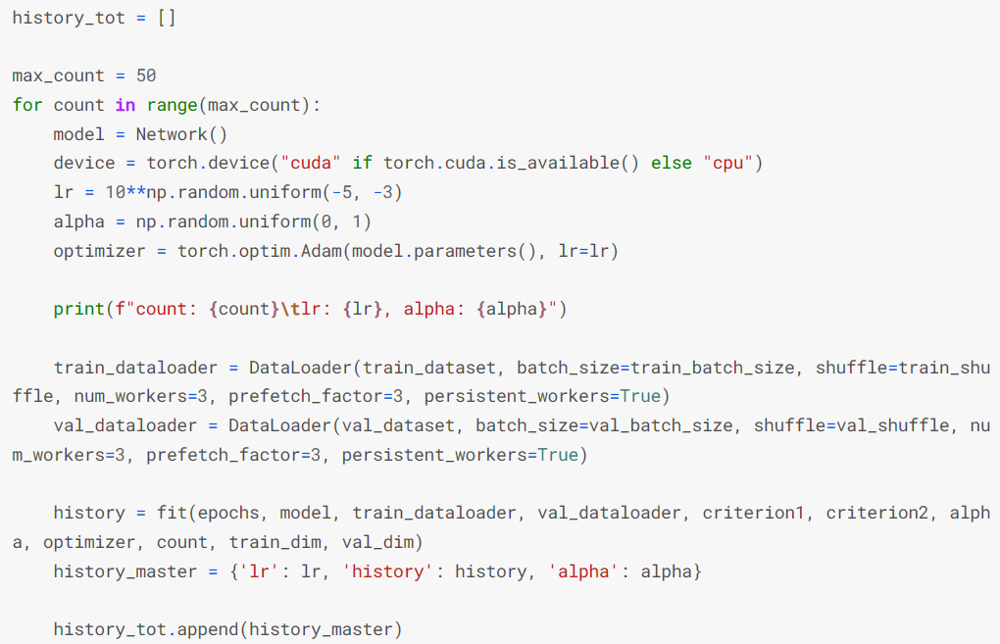 history_tot = []
max_count = 50
for count in range(max_count):
    model = Network()
    device = torch.device("cuda" if torch.cuda.is_available() else "cpu")
    lr = 10**np.random.uniform(-5, -3)
    alpha = np.random.uniform(0, 1)
    optimizer = torch.optim.Adam(model.parameters(), lr=lr)
    print(f"count: {count}\tlr: {lr}, alpha: {alpha}")
    train_dataloader = DataLoader(train_dataset, batch_size=train_batch_size, shuffle=train_shu
ffle, num_workers=3, prefetch_factor=3, persistent_workers=True)
    val_dataloader = DataLoader(val_dataset, batch_size=val_batch_size, shuffle=val_shuffle, nu
m_workers=3, prefetch_factor=3, persistent_workers=True)
    history = fit(epochs, model, train_dataloader, val_dataloader, criterion1, criterion2, alph
a, optimizer, count, train_dim, val_dim)
    history_master = {'lr': lr, 'history': history, 'alpha': alpha}
    history_tot.append(history_master)